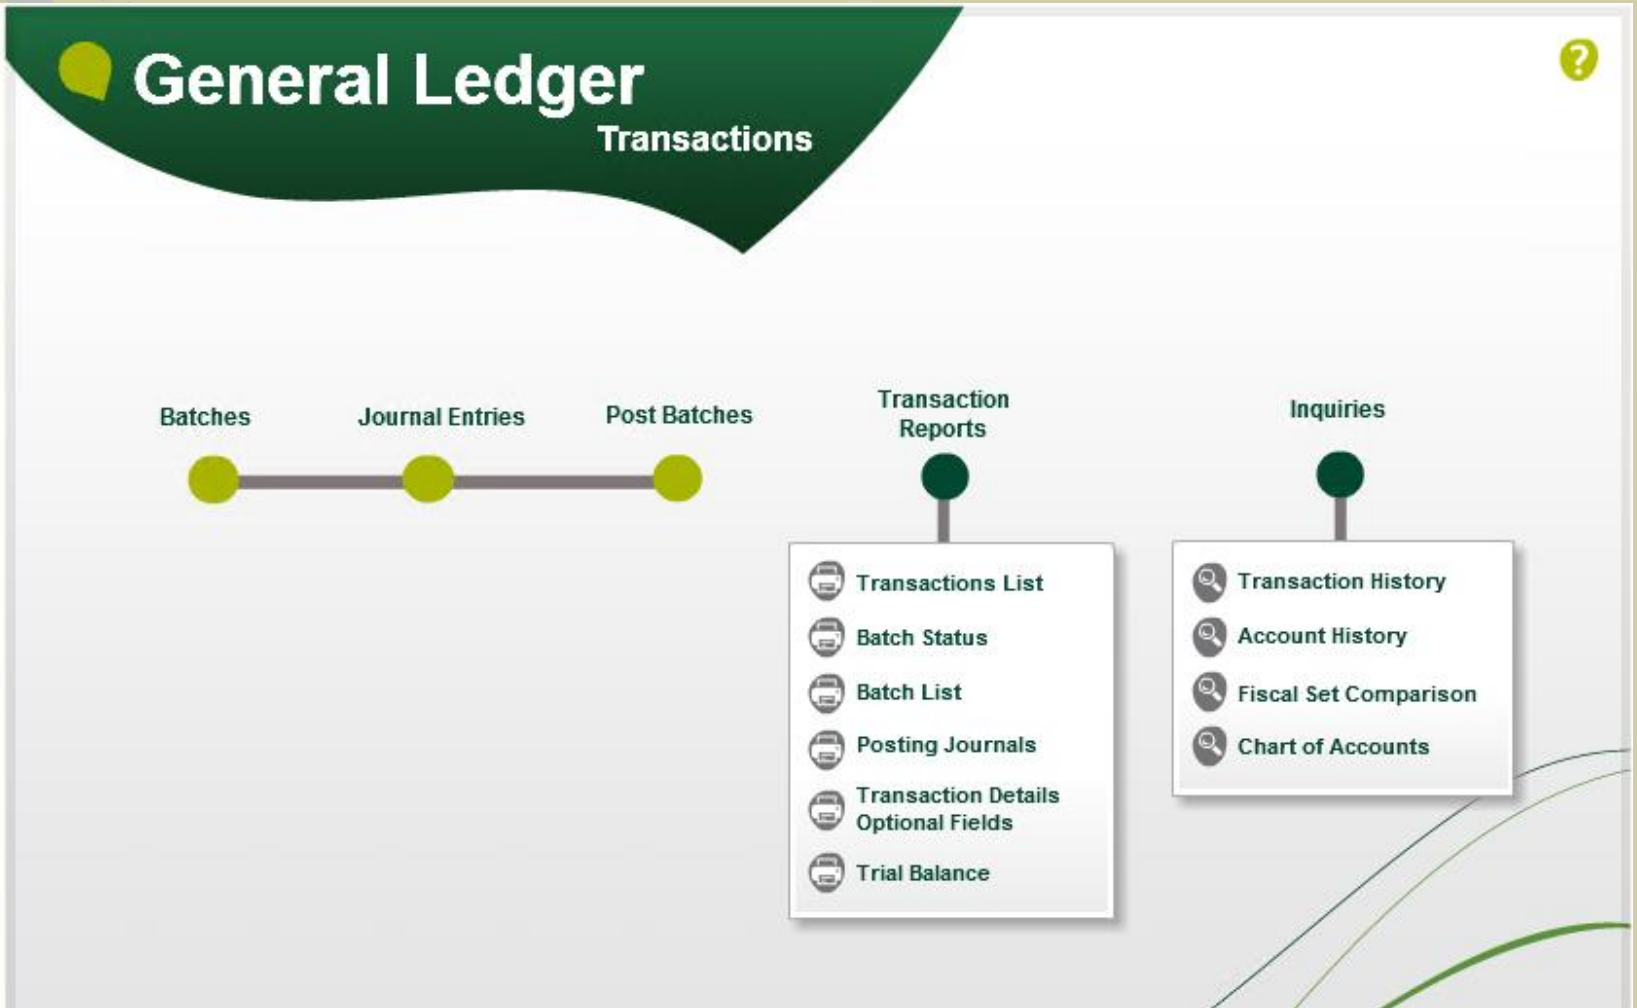 General Ledger
Transactions
?
Batches
Journal Entries
Post Batches
Transaction
Reports
Inquiries
Transactions List
Batch Status
Batch List
Posting Journals
Transaction Details
Optional Fields
Trial Balance
Transaction History
Account History
Fiscal Set Comparison
Chart of Accounts